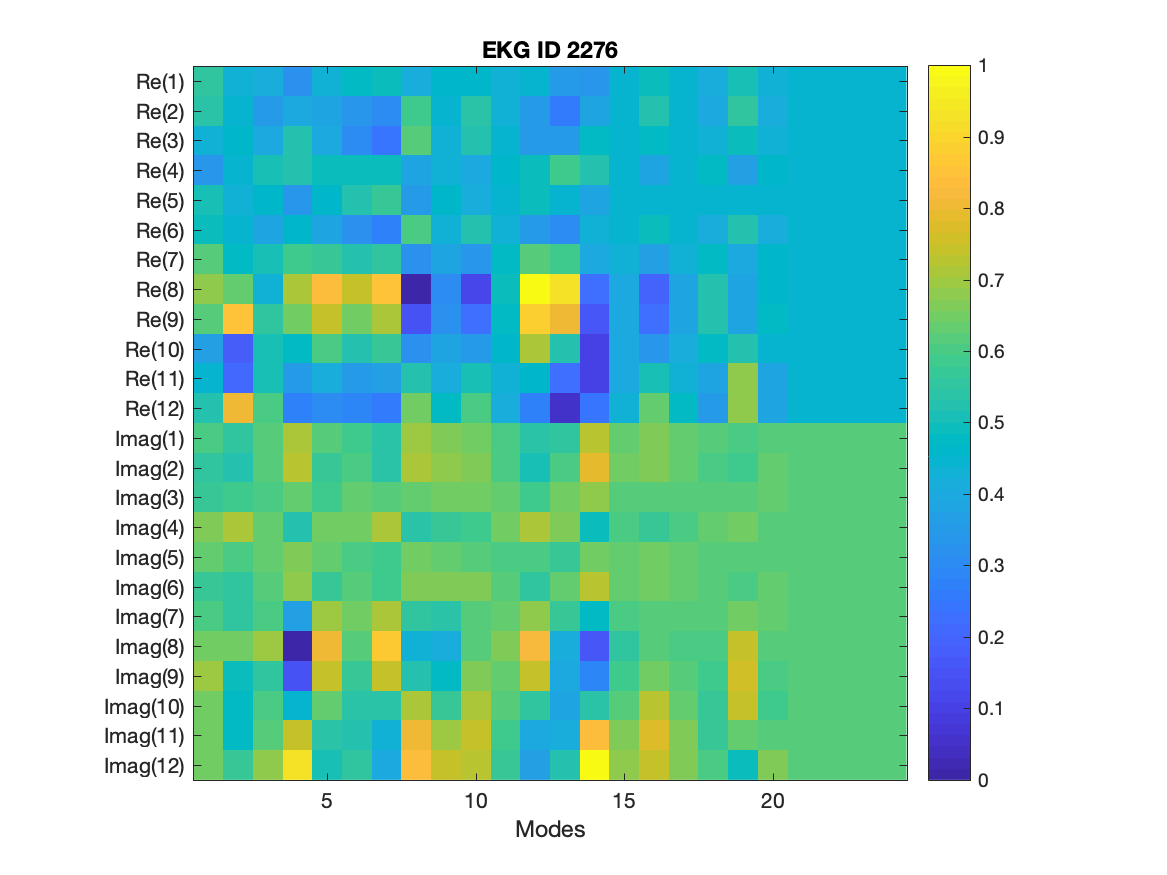 EKG ID 2276
Re(1)
Re(2)
Re(3)
Re(4)
Re(5)
Re(6)
Re(7)
Re(8)
Re(9)
Re(10)
Re(11)
Re(12)
Imag(1)
Imag(2)
Imag(3)
Imag(4)
Imag(5)
Imag(6)
Imag(7)
Imag(8)
Imag(9)
Imag(10)
Imag(11)
Imag(12)
5 10 15 20
Modes
1
0.9
0.8
0.7
0.6
0.5
0.4
0.3
0.2
0.1
0